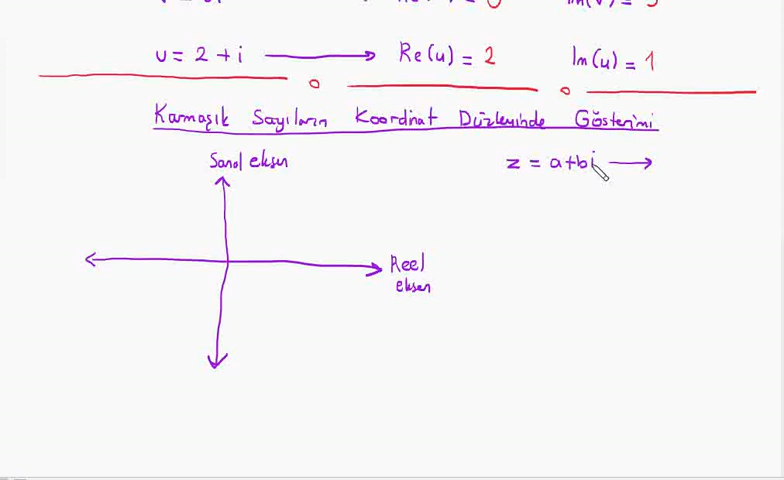 u = 2 + i → Re(u) = 2 Im(u) = 1
Karmaşık Sayıların Koordinat Düzleminde Gösterimi
Sanal eksen
z = a+bi →
Reel
eksen